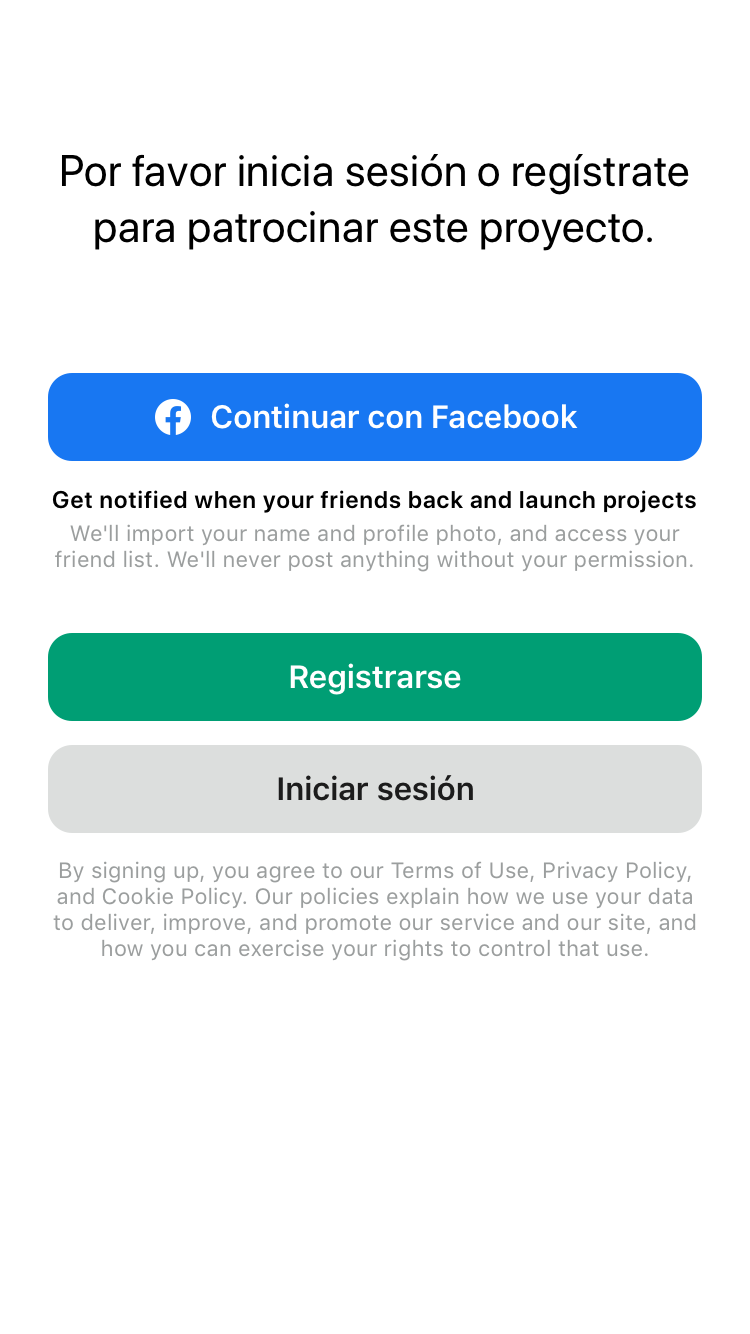 Por favor inicia sesión o regístrate
para patrocinar este proyecto.
Continuar con Facebook
Get notified when your friends back and launch projects
We'll import your name and profile photo, and access your
friend list. We'll never post anything without your permission.
Registrarse
Iniciar sesión
By signing up, you agree to our Terms of Use, Privacy Policy,
and Cookie Policy. Our policies explain how we use your data
to deliver, improve, and promote our service and our site, and
how you can exercise your rights to control that use.